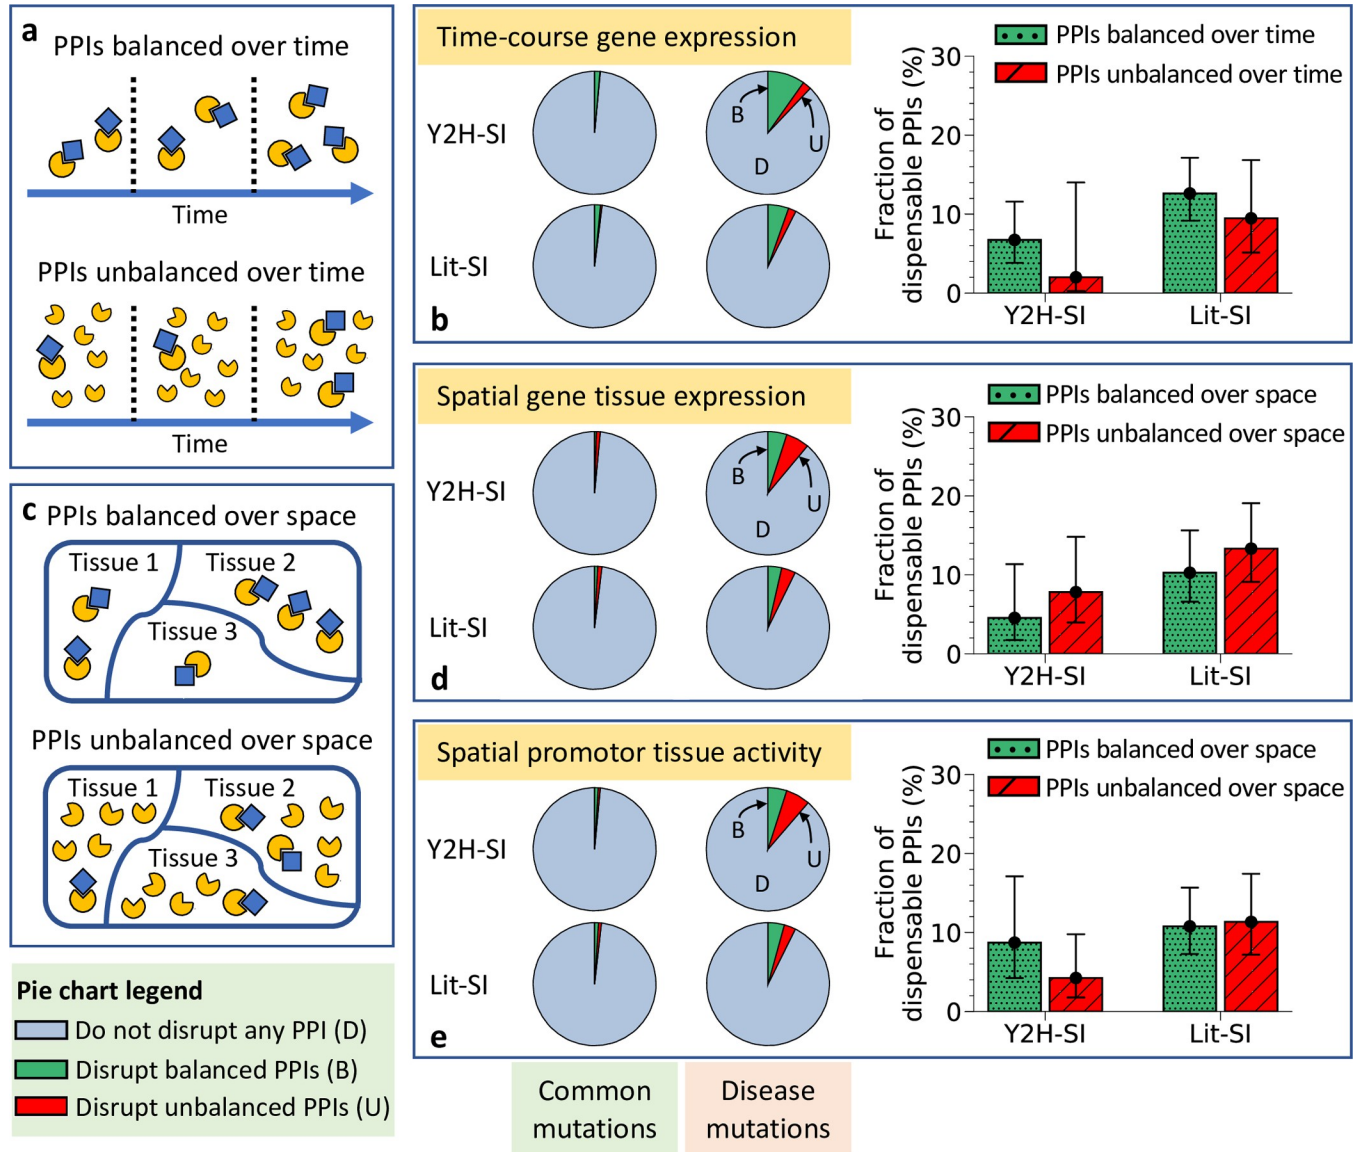 a
PPIs balanced over time
Time
PPIs unbalanced over time
Time
Time-course gene expression
Y2H-SI
B
U
D
Lit-SI
b
PPIs balanced over time
PPIs unbalanced over time
Fraction of
dispensable PPIs (%)
30
20
10
0
Y2H-SI
Lit-SI
c PPIs balanced over space
Tissue 1
Tissue 2
Tissue 3
PPIs unbalanced over space
Tissue 1
Tissue 2
Tissue 3
Spatial gene tissue expression
Y2H-SI
B
U
D
Lit-SI
d
PPIs balanced over space
PPIs unbalanced over space
Fraction of
dispensable PPIs (%)
30
20
10
0
Y2H-SI
Lit-SI
Spatial promotor tissue activity
Y2H-SI
B
U
D
Lit-SI
e
PPIs balanced over space
PPIs unbalanced over space
Fraction of
dispensable PPIs (%)
30
20
10
0
Y2H-SI
Lit-SI
Pie chart legend
Do not disrupt any PPI (D)
Disrupt balanced PPIs (B)
Disrupt unbalanced PPIs (U)
Common
mutations
Disease
mutations